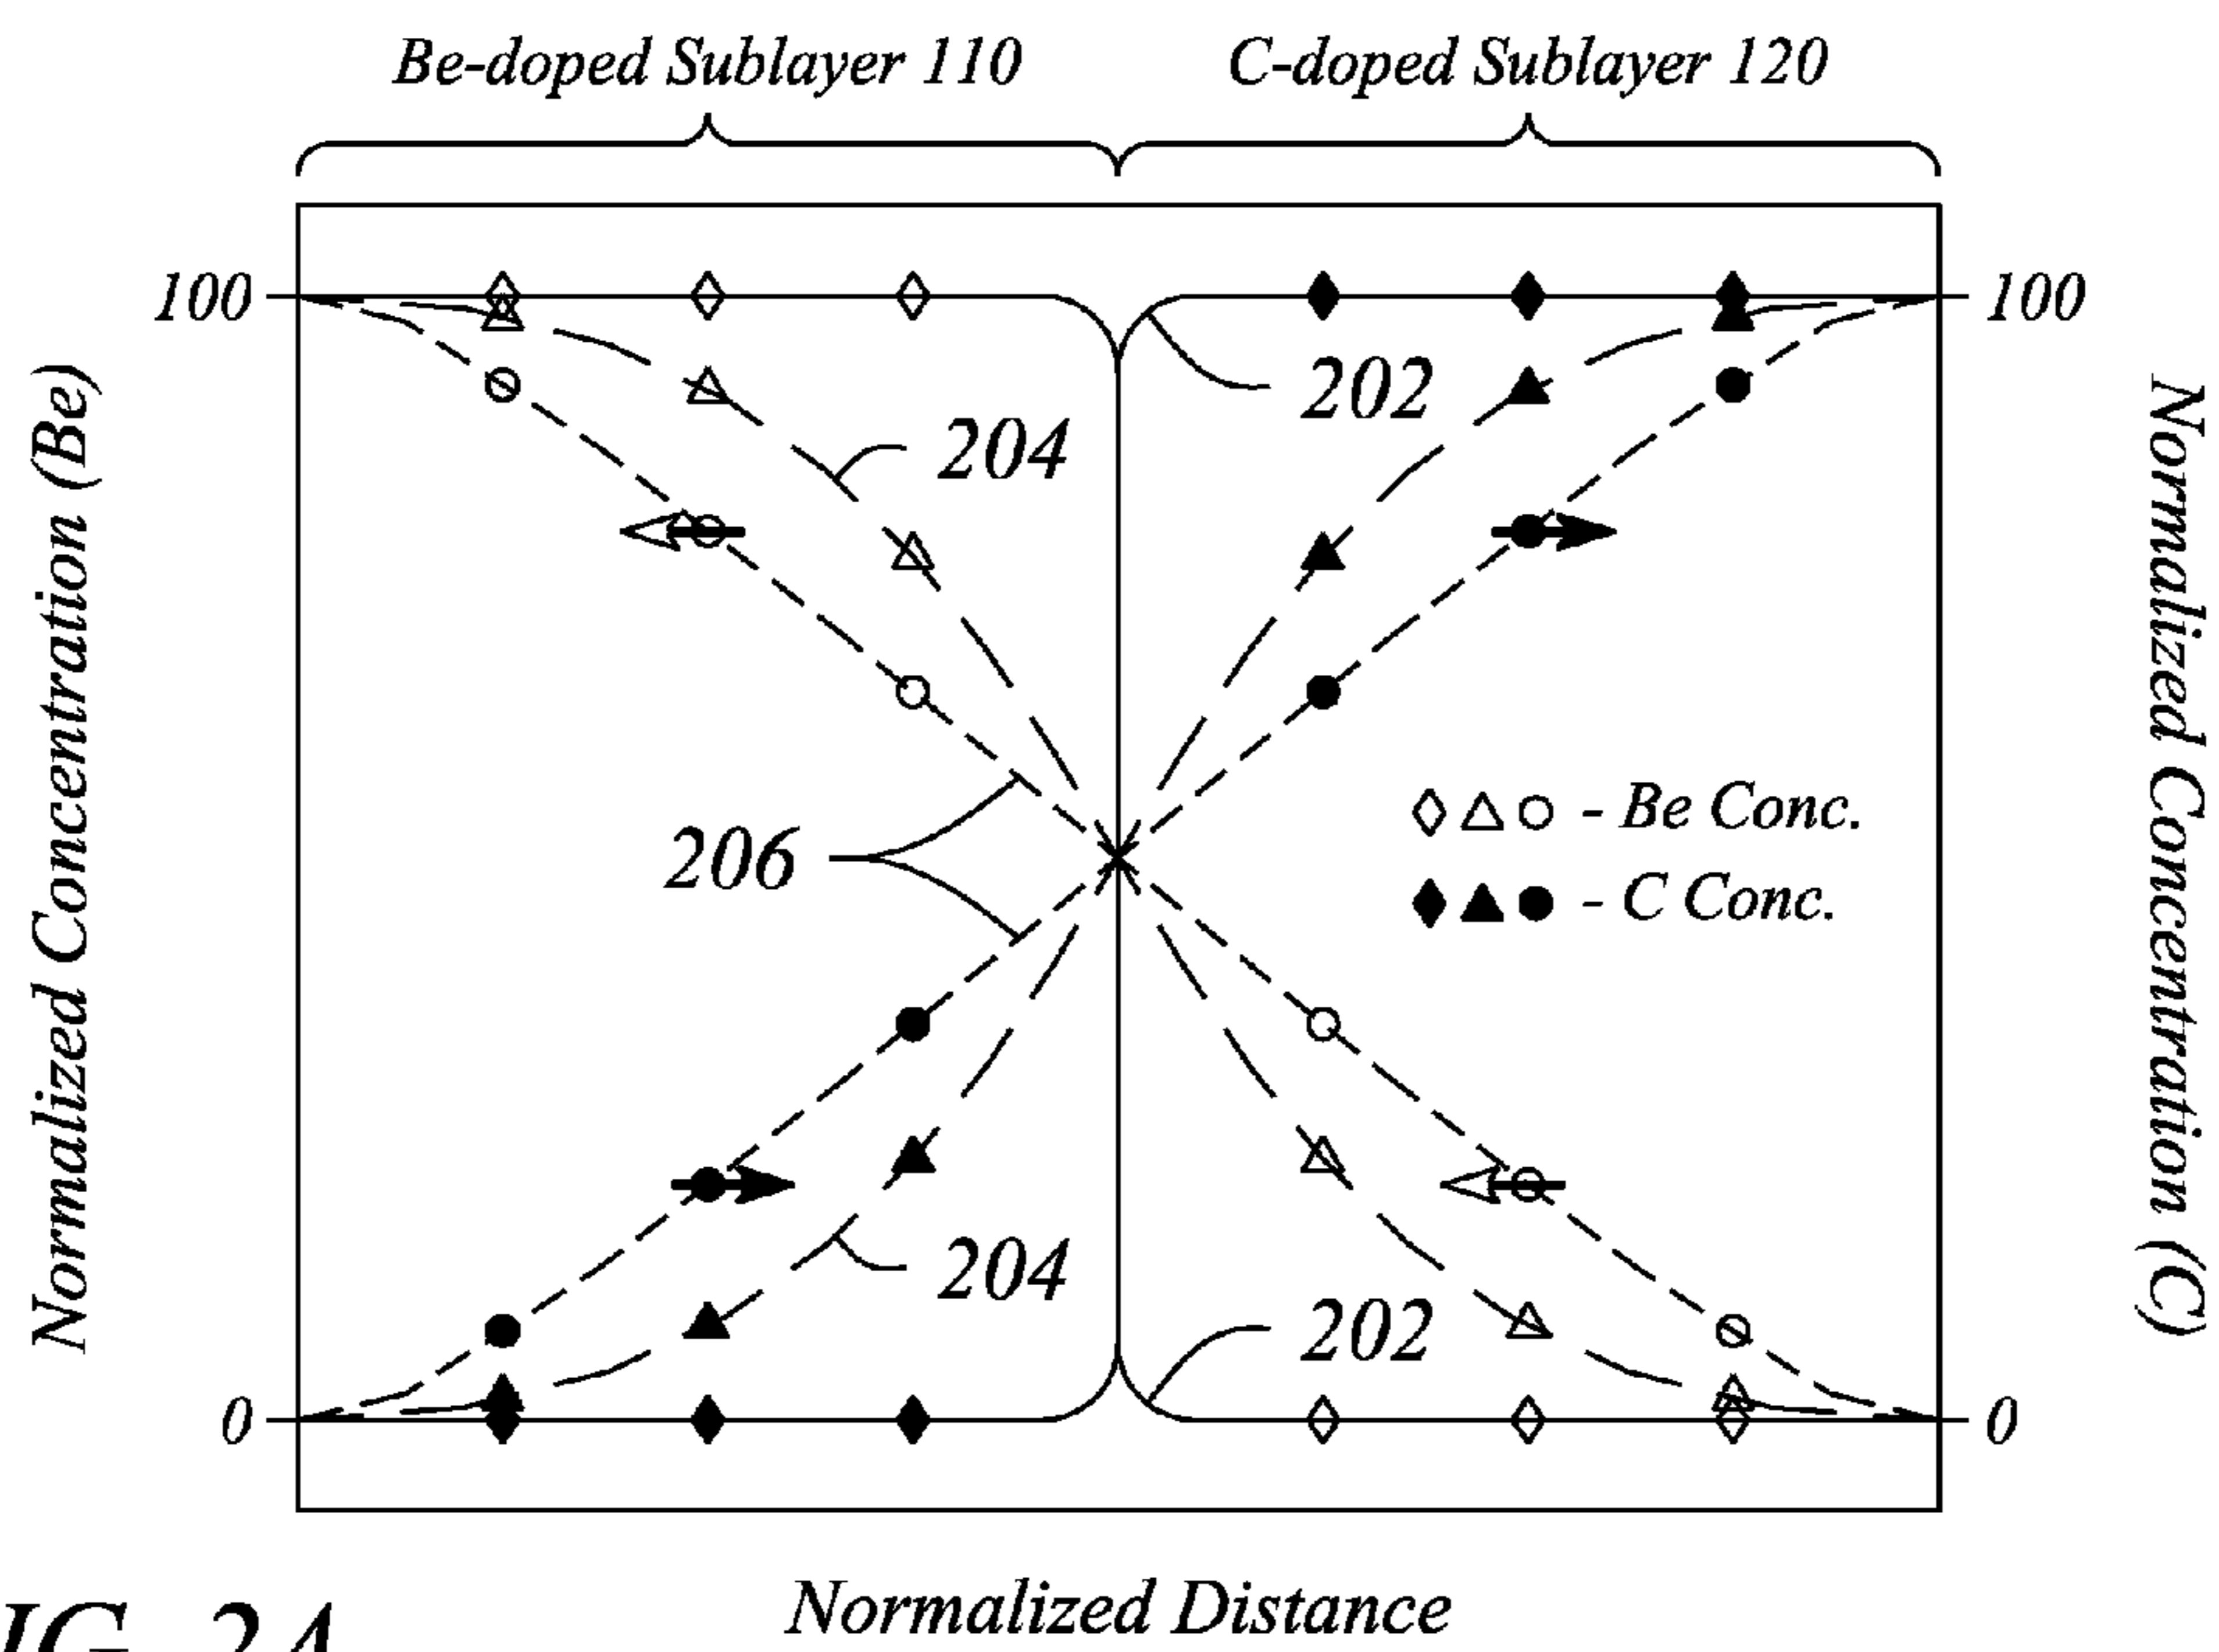 Be-doped Sublayer 110
C-doped Sublayer 120
100
100
202
204
Normalized Concentration (Be)
Normalized Concentration (C)
- Be Conc.
206
- C Conc.
204
202
0
0
Normalized Distance